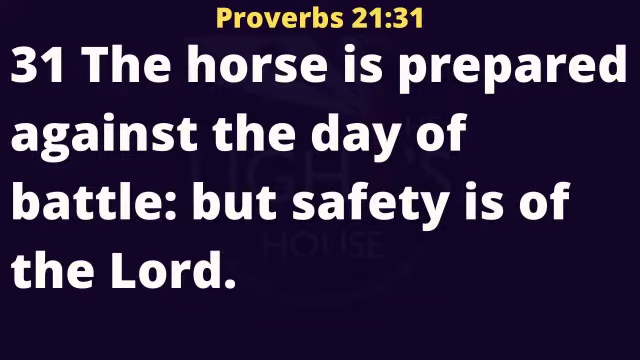 Proverbs 21:31
31 The horse is prepared
against the day of
battle: but safety is of
the Lord.
HOUSE